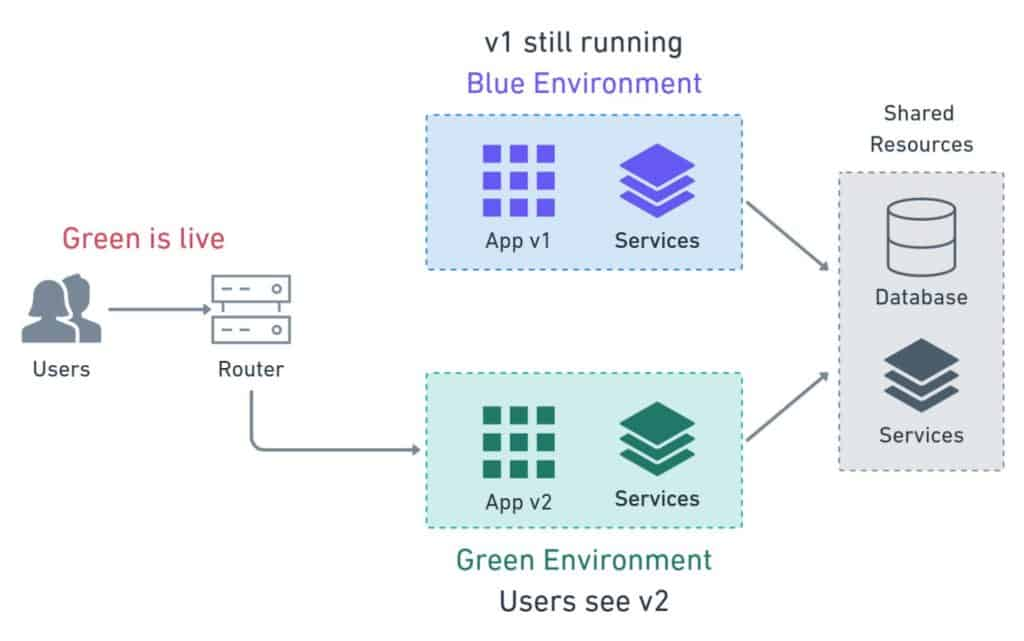 v1 still running
Blue Environment
App v1
Services
Shared
Resources
Database
Services
Green is live
Users
Router
App v2
Services
Green Environment
Users see v2